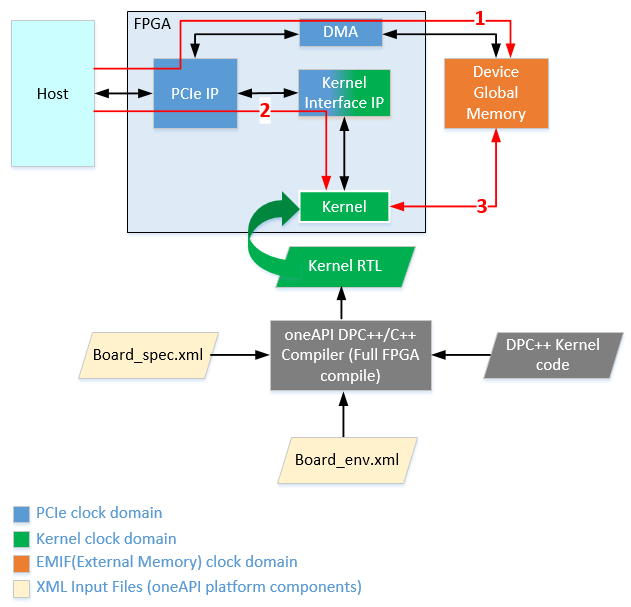 FPGA
1
DMA
Host
PCIe IP
Kernel
Interface IP
Device
Global
Memory
2
Kernel
3
Kernel RTL
oneAPI DPC++/C++
Compiler (Full FPGA
compile)
Board_spec.xml
DPC++ Kernel
code
Board_env.xml
PCIe clock domain
Kernel clock domain
EMIF(External Memory) clock domain
XML Input Files (oneAPI platform components)